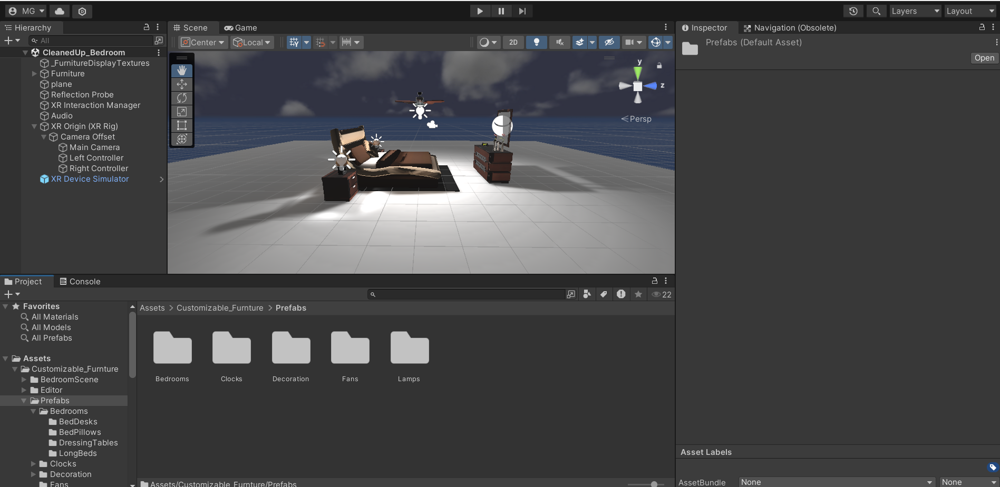 MG
Layers
Layout
Hierarchy
All
CleanedUp_Bedroom
_FurnitureDisplayTextures
Furniture
plane
Reflection Probe
XR Interaction Manager
Audio
XR Origin (XR Rig)
Camera Offset
Main Camera
Left Controller
Right Controller
XR Device Simulator
Scene
Game
Center
Local
2D
y
z
Persp
Inspector
Navigation (Obsolete)
Prefabs (Default Asset)
Open
Project
Console
22
Favorites
All Materials
All Models
All Prefabs
Assets
Customizable_Furnture
BedroomScene
Editor
Prefabs
Bedrooms
BedDesks
BedPillows
DressingTables
LongBeds
Clocks
Decoration
Fans
Assets > Customizable_Furnture > Prefabs
Bedrooms
Clocks
Decoration
Fans
Lamps
Assets/Customizable_Furnture/Prefabs
Asset Labels
AssetBundle
None
None